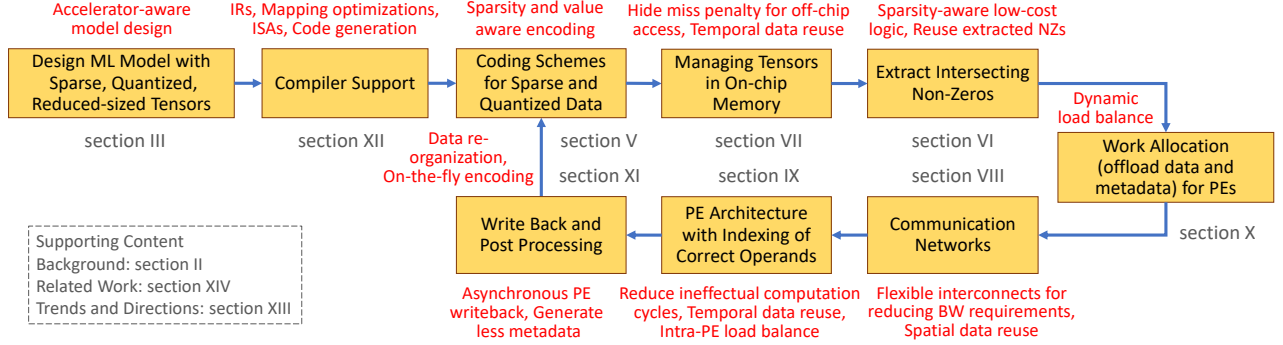 Accelerator-aware
model design
IRs, Mapping optimizations,
ISAs, Code generation
Sparsity and value
aware encoding
Hide miss penalty for off-chip
access, Temporal data reuse
Sparsity-aware low-cost
logic, Reuse extracted NZs
Design ML Model with
Sparse, Quantized,
Reduced-sized Tensors
Compiler Support
Coding Schemes
for Sparse and
Quantized Data
Managing Tensors
in On-chip
Memory
Extract Intersecting
Non-Zeros
Dynamic
load balance
section III
section XII
section V
section VII
section VI
Data re-
organization,
On-the-fly encoding
Work Allocation
(offload data and
metadata) for PEs
section XI
section IX
section VIII
Write Back and
Post Processing
PE Architecture
with Indexing of
Correct Operands
Communication
Networks
section X
Supporting Content
Background: section II
Related Work: section XIV
Trends and Directions: section XIII
Asynchronous PE
writeback, Generate
less metadata
Reduce ineffectual computation
cycles, Temporal data reuse,
Intra-PE load balance
Flexible interconnects for
reducing BW requirements,
Spatial data reuse